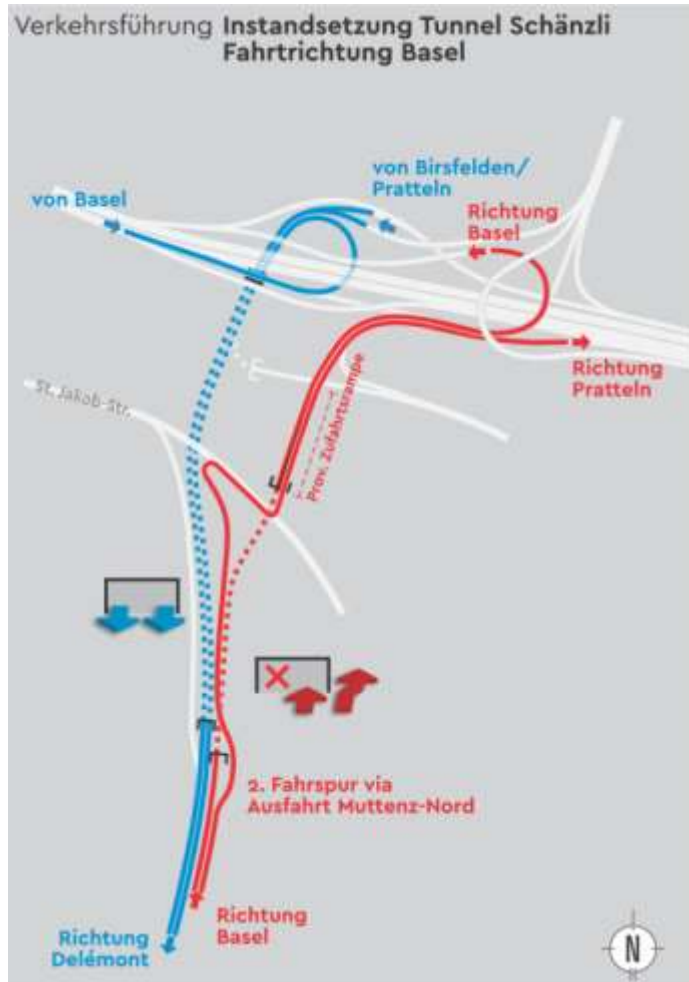 Verkehrsführung Instandsetzung Tunnel Schänzli
Fahrtrichtung Basel
von Birsfelden/
Pratteln
von Basel
Richtung
Basel
Richtung
Pratteln
St. Jakob-Str.
Prov. Zufahrtsrampe
2. Fahrspur via
Ausfahrt Muttenz-Nord
Richtung
Basel
Richtung
Delémont
N